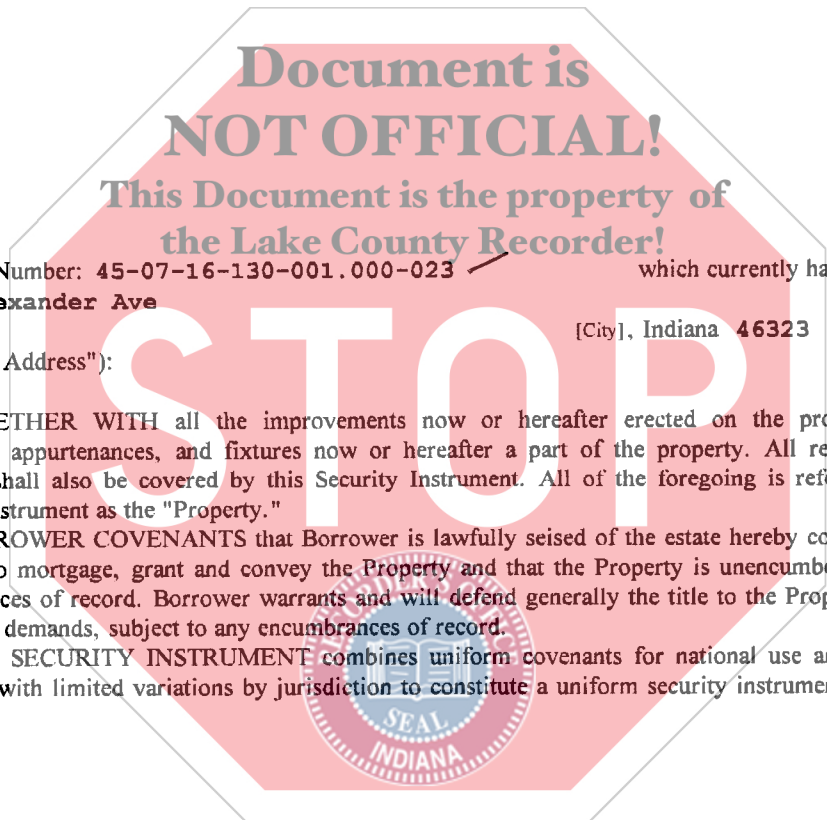 Document is
NOT OFFICIAL!
This Document is the property of
the Lake County Recorder!
Number: 45-07-16-130-001.000-023 which currently ha
exander Ave
[City], Indiana 46323
Address"):
STOP
ETHER WITH all the improvements now or hereafter erected on the pro
appurtenances, and fixtures now or hereafter a part of the property. All re
hall also be covered by this Security Instrument. All of the foregoing is refe
strument as the "Property."
ROWER COVENANTS that Borrower is lawfully seised of the estate hereby co
o mortgage, grant and convey the Property and that the Property is unencumbe
ces of record. Borrower warrants and will defend generally the title to the Prop
demands, subject to any encumbrances of record.
SECURITY INSTRUMENT combines uniform covenants for national use a
with limited variations by jurisdiction to constitute a uniform security instrume
RECORDER'S OFFICE
SEAL
INDIANA